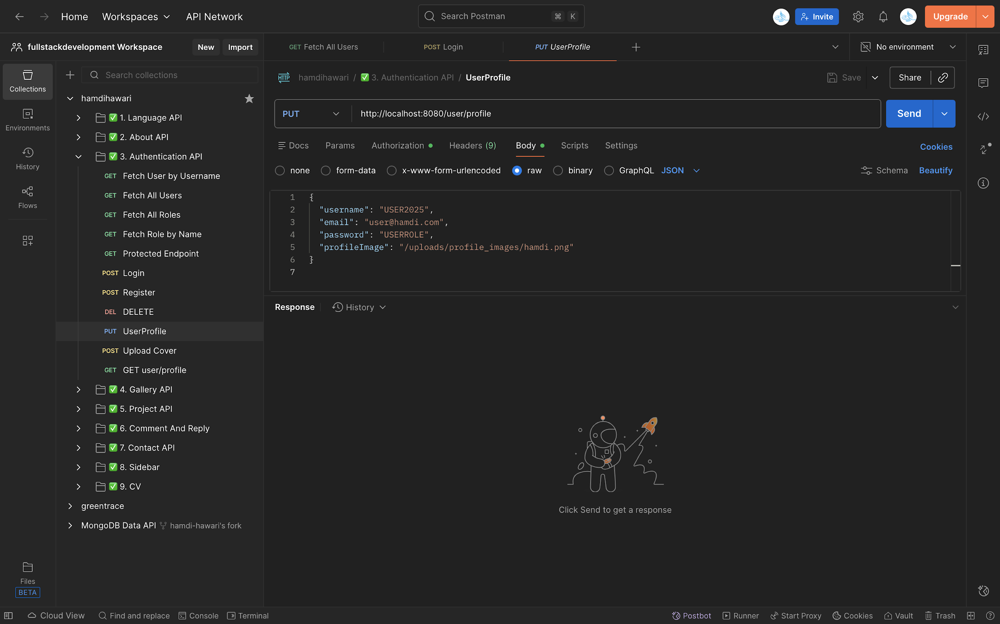 Home Workspaces API Network
Search Postman ⌘ K
Invite
Upgrade
fullstackdevelopment Workspace New Import
GET Fetch All Users
POST Login
PUT UserProfile
No environment
Collections
Environments
History
Flows
Files
BETA
Search collections
hamdihawari
✅ 1. Language API
✅ 2. About API
✅ 3. Authentication API
GET Fetch User by Username
GET Fetch All Users
GET Fetch All Roles
GET Fetch Role by Name
GET Protected Endpoint
POST Login
POST Register
DEL DELETE
PUT UserProfile
POST Upload Cover
GET GET user/profile
✅ 4. Gallery API
✅ 5. Project API
✅ 6. Comment And Reply
✅ 7. Contact API
✅ 8. Sidebar
✅ 9. CV
greentrace
MongoDB Data API hamdi-hawari's fork
HTTP hamdihawari / ✅ 3. Authentication API / UserProfile
Save Share
PUT http://localhost:8080/user/profile
Send
Docs Params Authorization Headers (9) Body Scripts Settings
Cookies
none form-data x-www-form-urlencoded raw binary GraphQL JSON
Schema Beautify
1 {
2 "username": "USER2025",
3 "email": "user@hamdi.com",
4 "password": "USERROLE",
5 "profileImage": "/uploads/profile_images/hamdi.png"
6 }
7
Response History
Click Send to get a response
Cloud View Find and replace Console Terminal
Postbot Runner Start Proxy Cookies Vault Trash